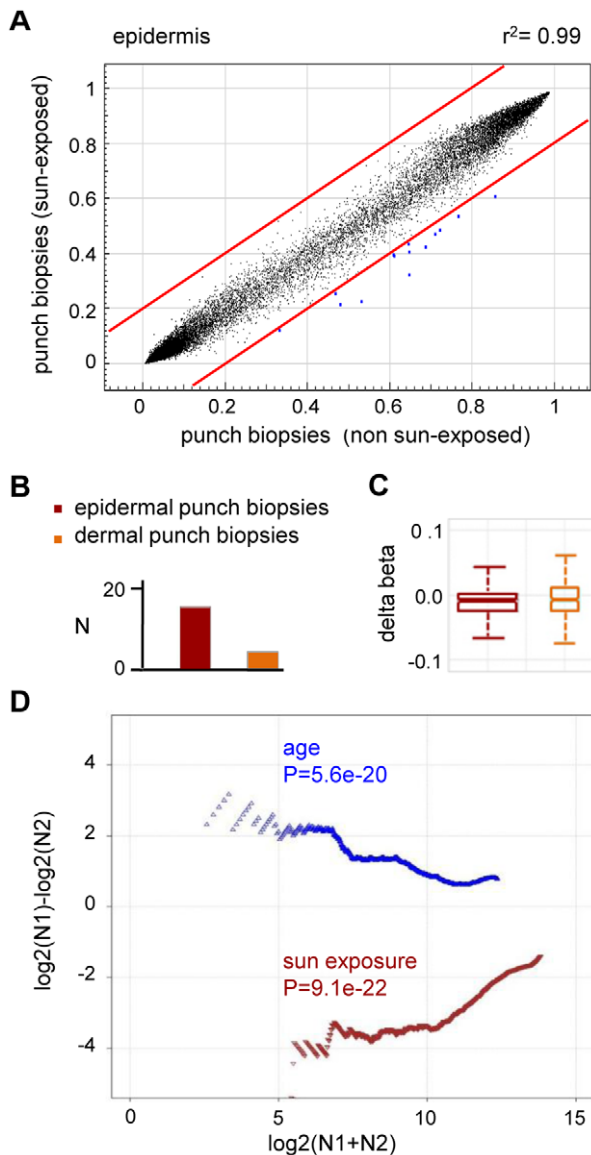 A
epidermis r²= 0.99
punch biopsies (sun-exposed)
1
0.8
0.6
0.4
0.2
0
0 0.2 0.4 0.6 0.8 1
punch biopsies (non sun-exposed)
B
epidermal punch biopsies
dermal punch biopsies
N
20
0
C
delta beta
0.1
0.0
-0.1
D
log2(N1)-log2(N2)
4
2
0
-2
-4
age
P=5.6e-20
sun exposure
P=9.1e-22
0 5 10 15
log2(N1+N2)